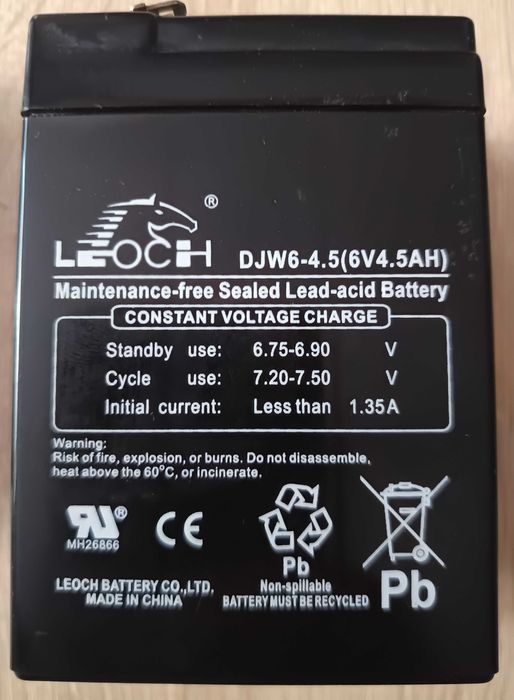 ®
LEOCH
DJW6-4.5(6V4.5AH)
Maintenance-free Sealed Lead-acid Battery
CONSTANT VOLTAGE CHARGE
Standby use: 6.75-6.90 V
Cycle use: 7.20-7.50 V
Initial current: Less than 1.35A
Warning:
Risk of fire, explosion, or burns. Do not disassemble,
heat above the 60°C, or incinerate.
RU®
MH26866
CE
Pb
Non-spillable
BATTERY MUST BE RECYCLED
Pb
LEOCH BATTERY CO.,LTD.
MADE IN CHINA